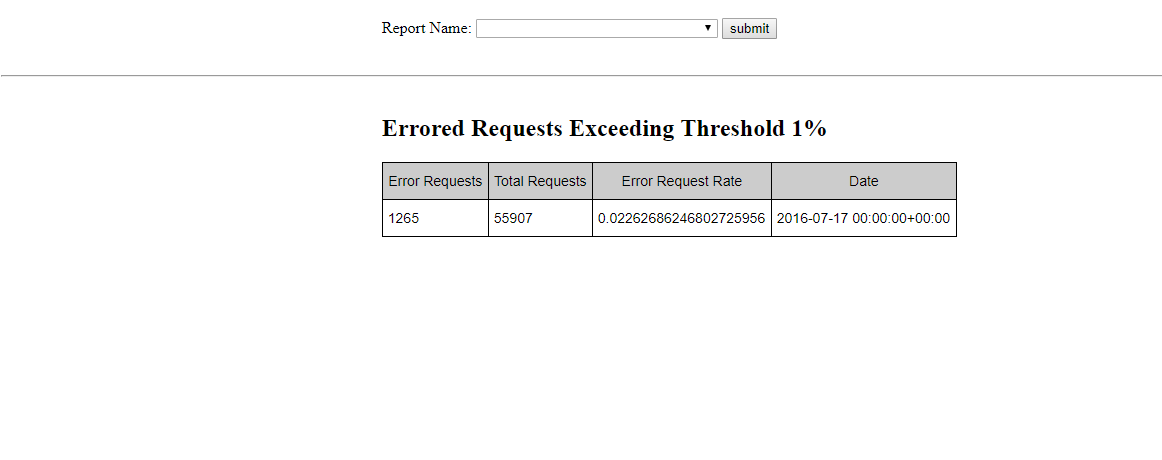 Report Name: submit
Errored Requests Exceeding Threshold 1%
Error Requests Total Requests Error Request Rate Date
1265 55907 0.02262686246802725956 2016-07-17 00:00:00+00:00